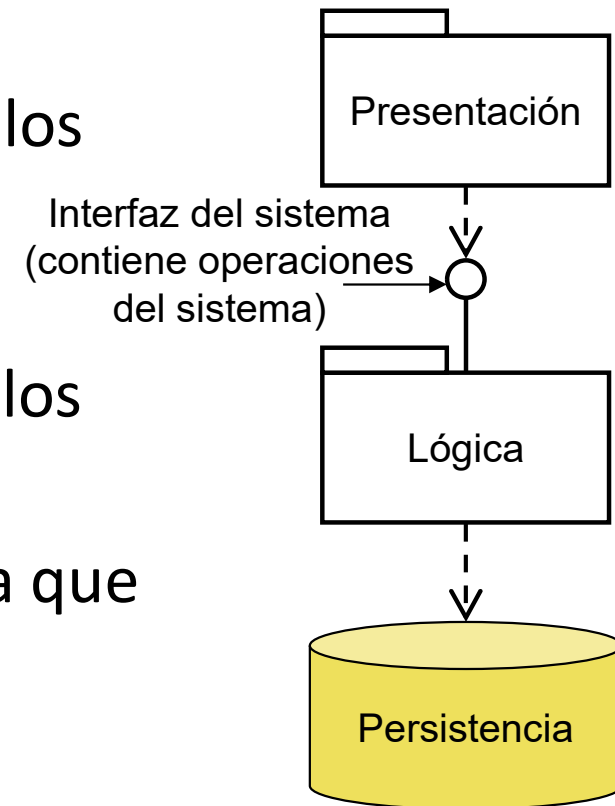 Presentación
los
Interfaz del sistema
(contiene operaciones
del sistema)
los
Lógica
a que
Persistencia